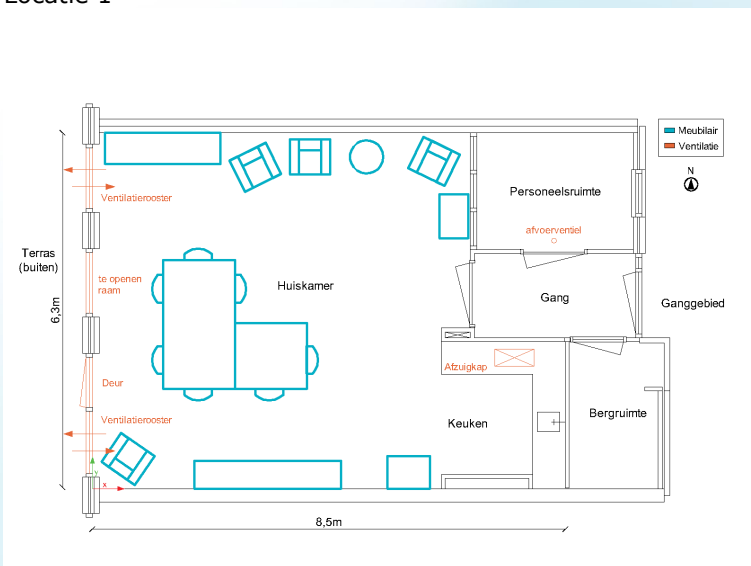 Locatie 1
Meubilair
Ventilatie
N
Ventilatierooster
Personeelsruimte
afvoerventiel
Terras
(buiten)
te openen
raam
Huiskamer
6,3m
Gang
Ganggebied
Afzuigkap
Deur
Ventilatierooster
Keuken
Bergruimte
y
x
8,5m